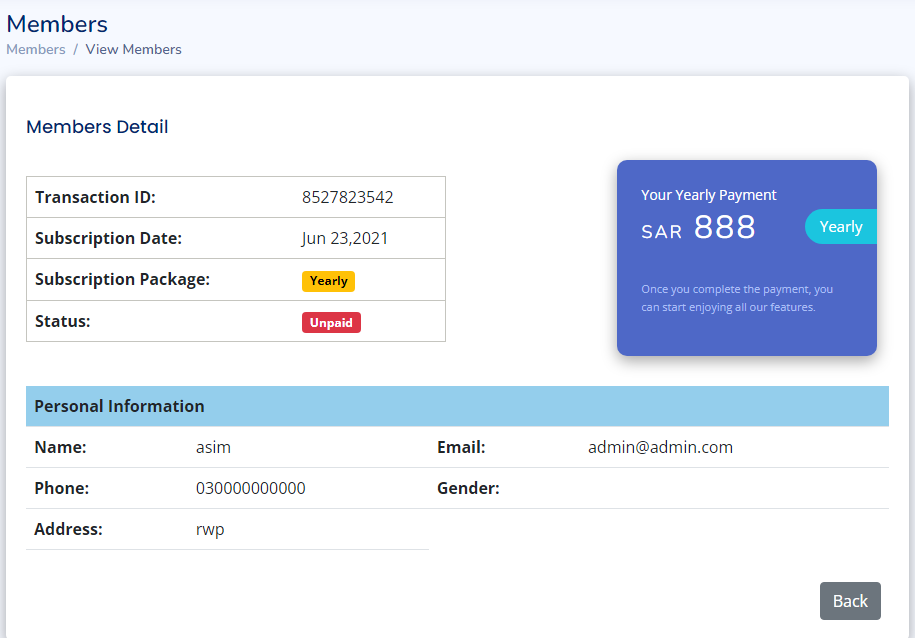 Members
Members / View Members
Members Detail
Transaction ID: 8527823542
Subscription Date: Jun 23,2021
Subscription Package: Yearly
Status: Unpaid
Your Yearly Payment
SAR 888
Yearly
Once you complete the payment, you
can start enjoying all our features.
Personal Information
Name: asim Email: admin@admin.com
Phone: 030000000000 Gender:
Address: rwp
Back